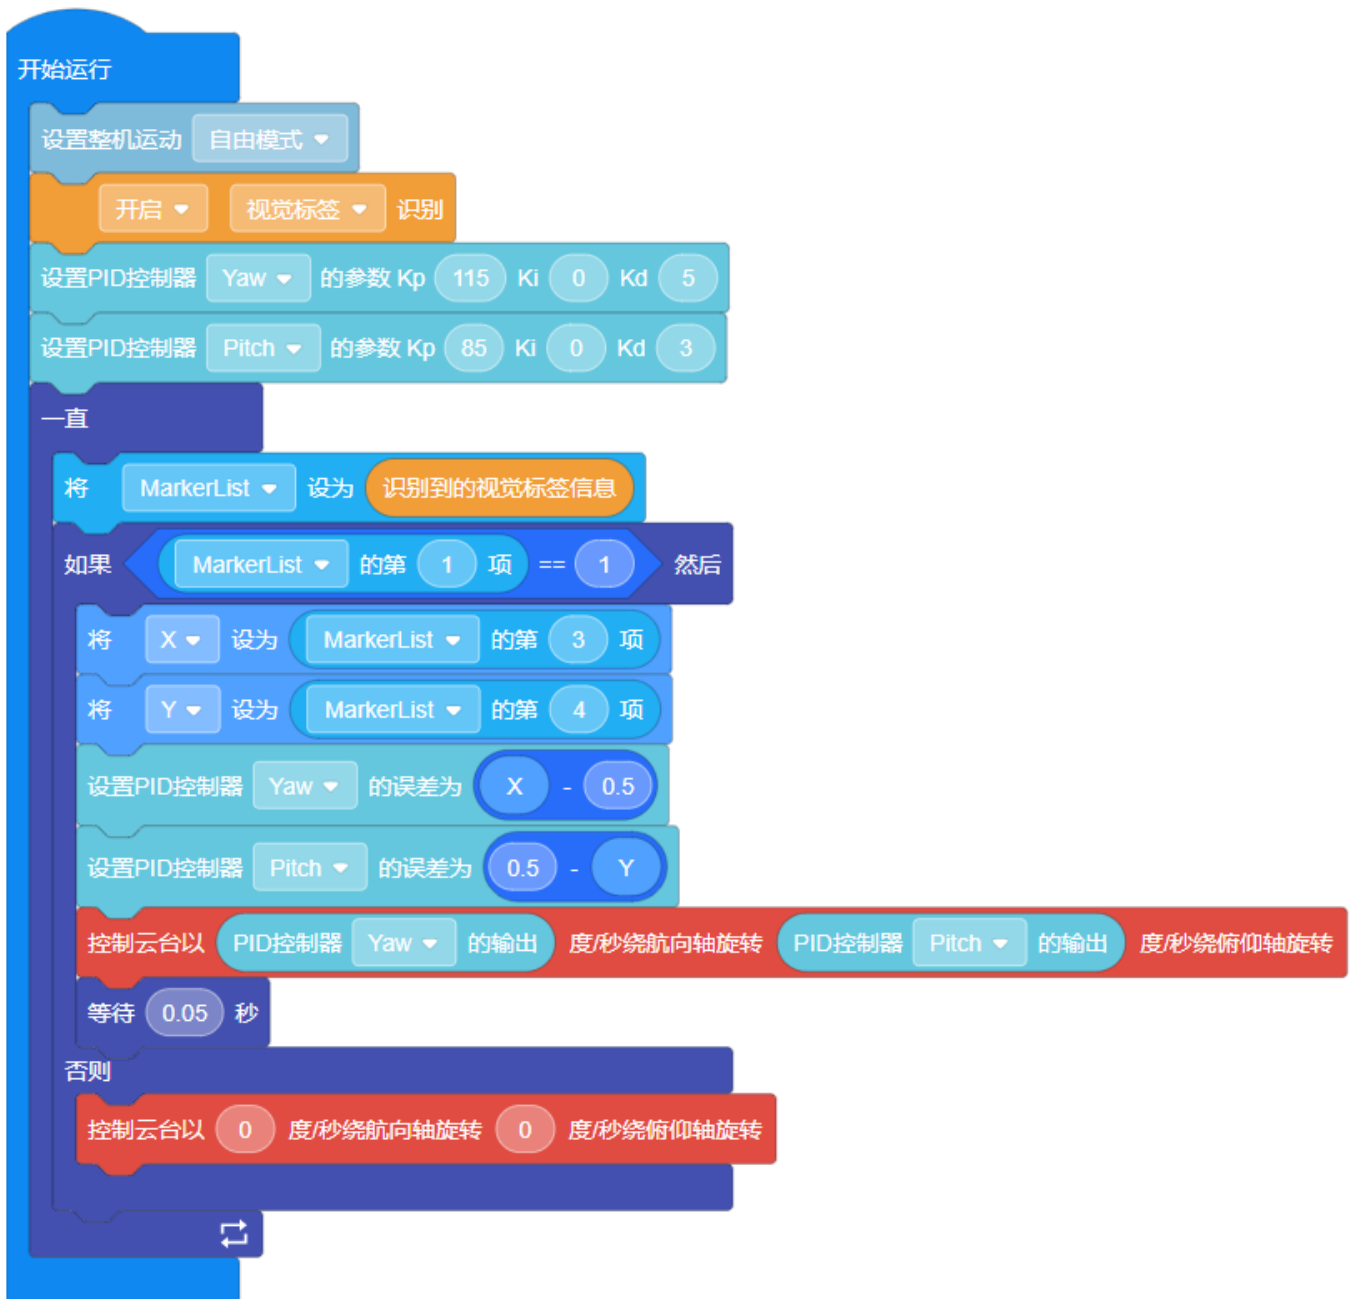 开始运行
设置整机运动 自由模式
开启 视觉标签 识别
设置PID控制器 Yaw 的参数 Kp 115 Ki 0 Kd 5
设置PID控制器 Pitch 的参数 Kp 85 Ki 0 Kd 3
一直
将 MarkerList 设为 识别到的视觉标签信息
如果 MarkerList 的第 1 项 == 1 然后
将 X 设为 MarkerList 的第 3 项
将 Y 设为 MarkerList 的第 4 项
设置PID控制器 Yaw 的误差为 X - 0.5
设置PID控制器 Pitch 的误差为 0.5 - Y
控制云台以 PID控制器 Yaw 的输出 度/秒绕航向轴旋转 PID控制器 Pitch 的输出 度/秒绕俯仰轴旋转
等待 0.05 秒
否则
控制云台以 0 度/秒绕航向轴旋转 0 度/秒绕俯仰轴旋转